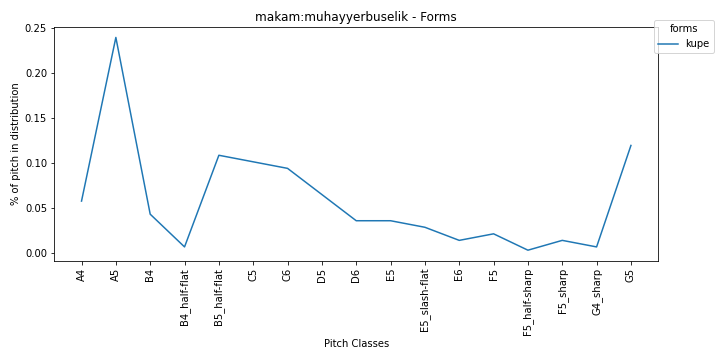 makam:muhayyerbuselik - Forms
forms
kupe
% of pitch in distribution
0.25
0.20
0.15
0.10
0.05
0.00
A4
A5
B4
B4_half-flat
B5_half-flat
C5
C6
D5
D6
E5
E5_slash-flat
E6
F5
F5_half-sharp
F5_sharp
G4_sharp
G5
Pitch Classes